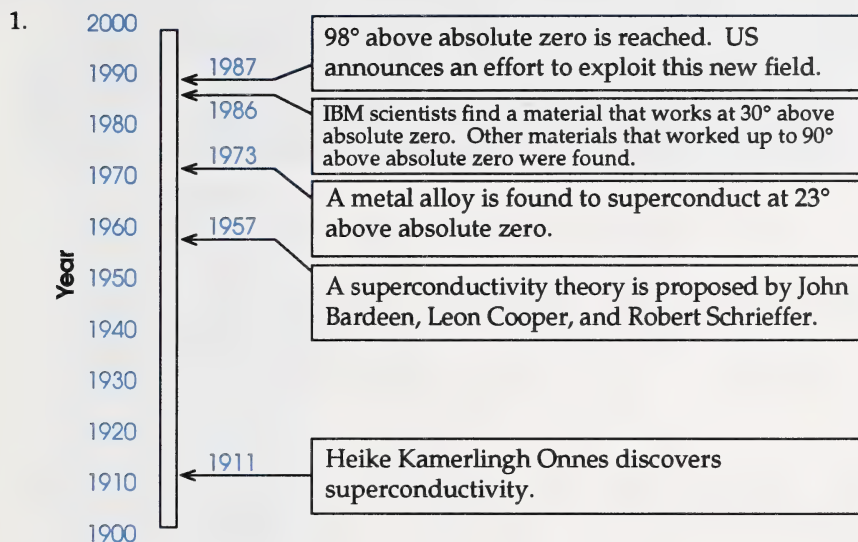 1.
2000
98° above absolute zero is reached. US
announces an effort to exploit this new field.
1990
1987
IBM scientists find a material that works at 30° above
absolute zero. Other materials that worked up to 90°
above absolute zero were found.
1986
1980
1973
1970
A metal alloy is found to superconduct at 23°
above absolute zero.
1960
1957
Year
1950
A superconductivity theory is proposed by John
Bardeen, Leon Cooper, and Robert Schrieffer.
1940
1930
1920
1911
Heike Kamerlingh Onnes discovers
superconductivity.
1910
1900